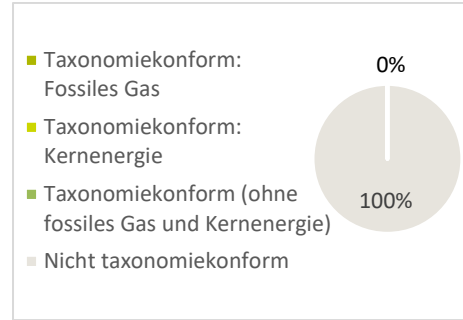 Taxonomiekonform:
Fossiles Gas
Taxonomiekonform:
Kernenergie
Taxonomiekonform (ohne
fossiles Gas und Kernenergie)
Nicht taxonomiekonform
0%
100%